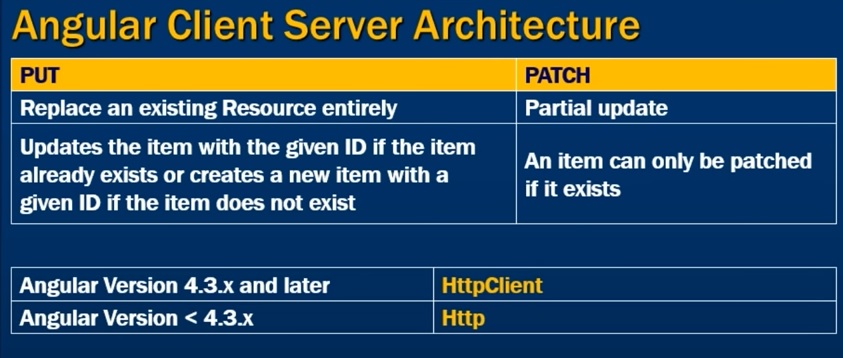 Angular Client Server Architecture
PUT
PATCH
Replace an existing Resource entirely
Partial update
Updates the item with the given ID if the item
already exists or creates a new item with a
given ID if the item does not exist
An item can only be patched
if it exists
Angular Version 4.3.x and later
HttpClient
Angular Version < 4.3.x
Http